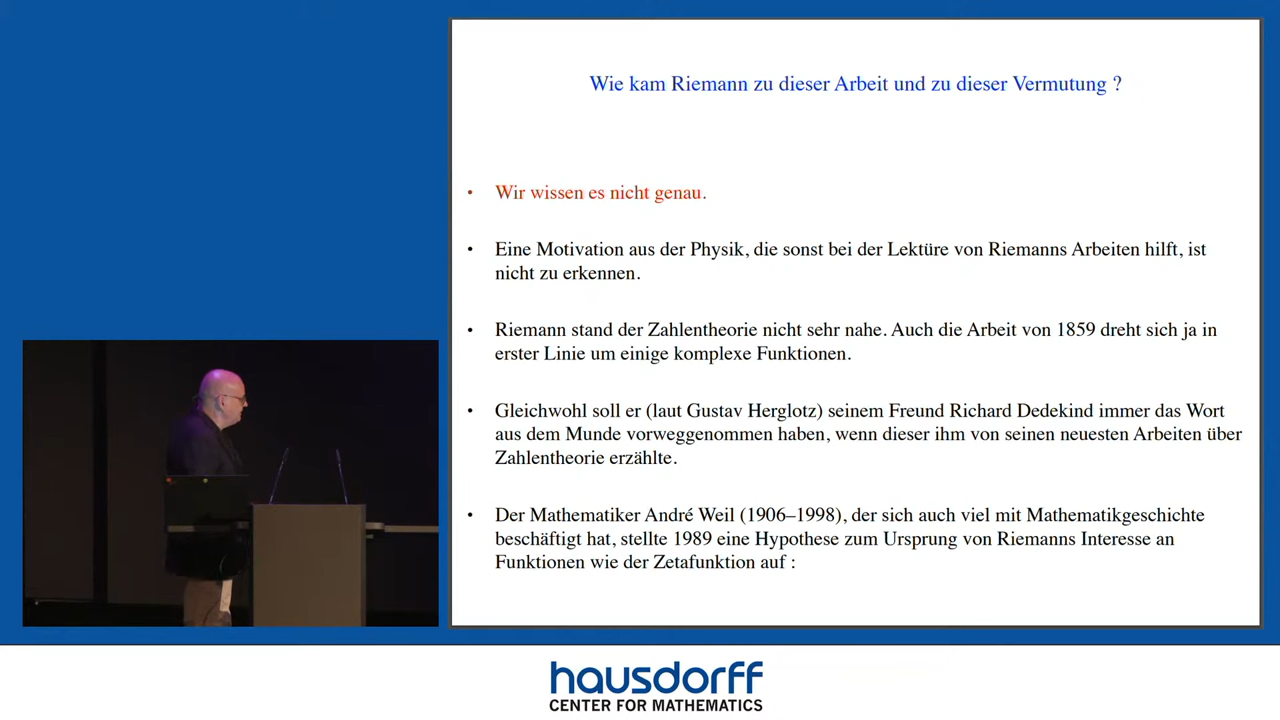 Wie kam Riemann zu dieser Arbeit und zu dieser Vermutung ?
• Wir wissen es nicht genau.
• Eine Motivation aus der Physik, die sonst bei der Lektüre von Riemanns Arbeiten hilft, ist
nicht zu erkennen.
• Riemann stand der Zahlentheorie nicht sehr nahe. Auch die Arbeit von 1859 dreht sich ja in
erster Linie um einige komplexe Funktionen.
• Gleichwohl soll er (laut Gustav Herglotz) seinem Freund Richard Dedekind immer das Wort
aus dem Munde vorweggenommen haben, wenn dieser ihm von seinen neuesten Arbeiten über
Zahlentheorie erzählte.
• Der Mathematiker André Weil (1906–1998), der sich auch viel mit Mathematikgeschichte
beschäftigt hat, stellte 1989 eine Hypothese zum Ursprung von Riemanns Interesse an
Funktionen wie der Zetafunktion auf :
hausdorff
CENTER FOR MATHEMATICS